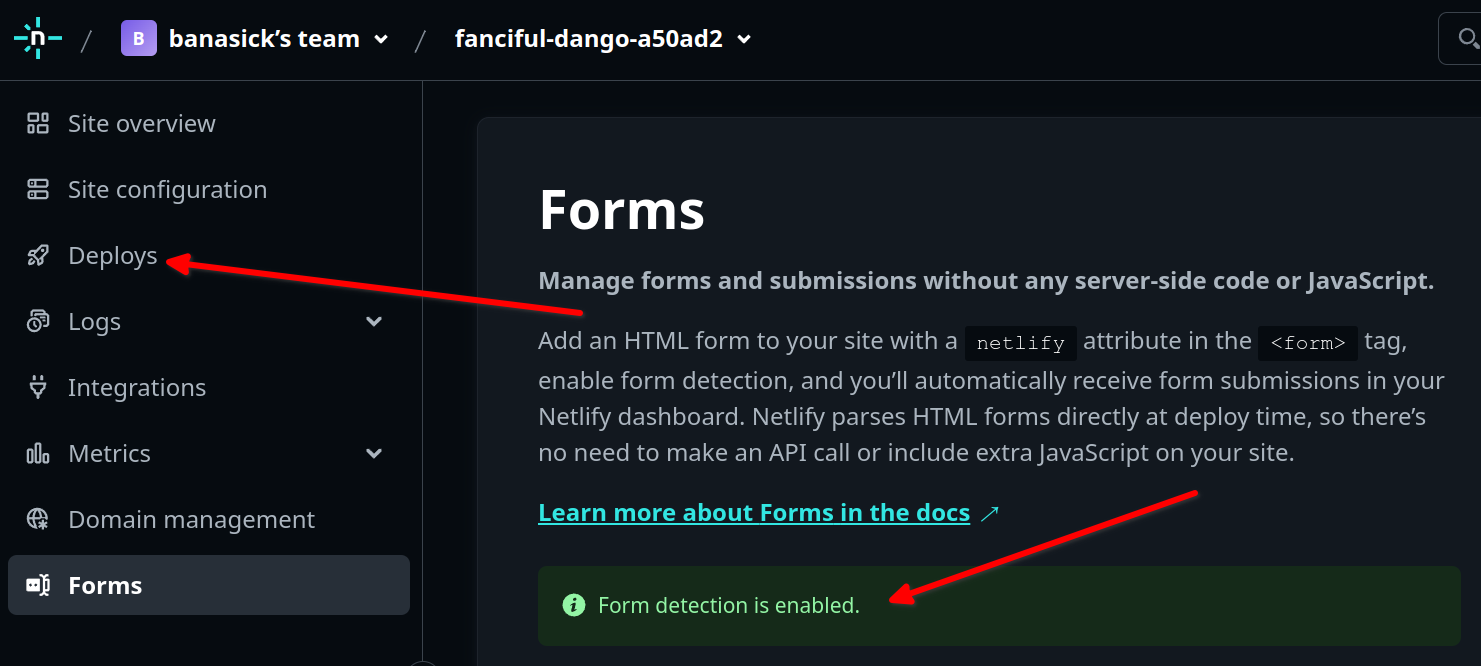 n / B banasick's team / fanciful-dango-a50ad2
Site overview
Site configuration
Deploys
Logs
Integrations
Metrics
Domain management
Forms
Forms
Manage forms and submissions without any server-side code or JavaScript.
Add an HTML form to your site with a netlify attribute in the <form> tag,
enable form detection, and you’ll automatically receive form submissions in your
Netlify dashboard. Netlify parses HTML forms directly at deploy time, so there’s
no need to make an API call or include extra JavaScript on your site.
Learn more about Forms in the docs
Form detection is enabled.